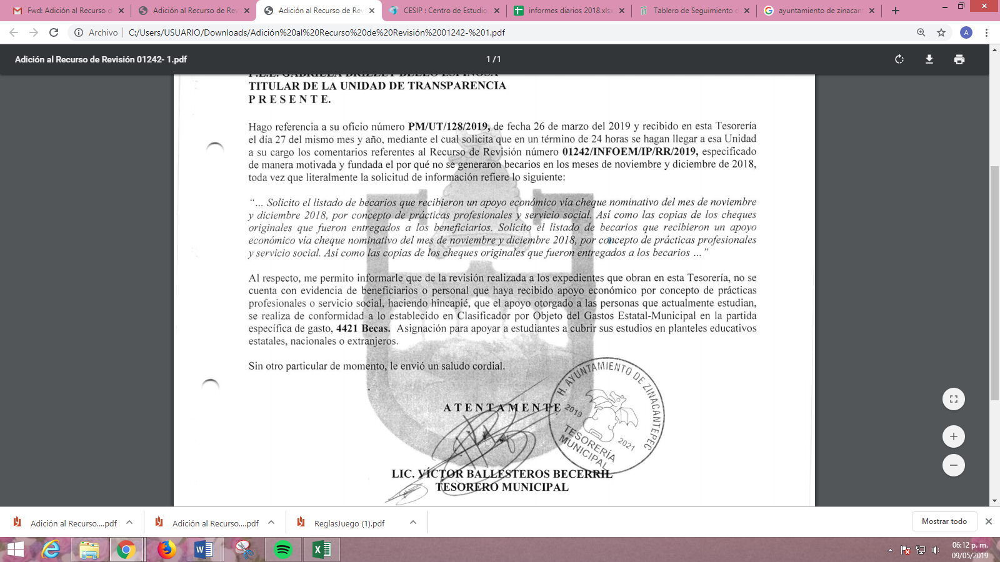 Fwd: Adición al Recurso d
Adición al Recurso de Rev
Adición al Recurso de Rev
CESIP : Centro de Estudio
informes diarios 2018.xlsx
Tablero de Seguimiento d
ayuntamiento de zinacant
Archivo
C:/Users/USUARIO/Downloads/Adición%20al%20Recurso%20de%20Revisión%2001242-%201.pdf
A
Adición al Recurso de Revisión 01242- 1.pdf
1 / 1
TITULAR DE LA UNIDAD DE TRANSPARENCIA
P R E S E N T E.
Hago referencia a su oficio número PM/UT/128/2019, de fecha 26 de marzo del 2019 y recibido en esta Tesorería
el día 27 del mismo mes y año, mediante el cual solicita que en un término de 24 horas se hagan llegar a esa Unidad
a su cargo los comentarios referentes al Recurso de Revisión número 01242/INFOEM/IP/RR/2019, especificado
de manera motivada y fundada el por qué no se generaron becarios en los meses de noviembre y diciembre de 2018,
toda vez que literalmente la solicitud de información refiere lo siguiente:
“... Solicito el listado de becarios que recibieron un apoyo económico vía cheque nominativo del mes de noviembre
y diciembre 2018, por concepto de prácticas profesionales y servicio social. Así como las copias de los cheques
originales que fueron entregados a los beneficiarios. Solicito el listado de becarios que recibieron un apoyo
económico vía cheque nominativo del mes de noviembre y diciembre 2018, por concepto de prácticas profesionales
y servicio social. Así como las copias de los cheques originales que fueron entregados a los becarios ...”
Al respecto, me permito informarle que de la revisión realizada a los expedientes que obran en esta Tesorería, no se
cuenta con evidencia de beneficiarios o personal que haya recibido apoyo económico por concepto de prácticas
profesionales o servicio social, haciendo hincapié, que el apoyo otorgado a las personas que actualmente estudian,
se realiza de conformidad a lo establecido en Clasificador por Objeto del Gastos Estatal-Municipal en la partida
específica de gasto, 4421 Becas. Asignación para apoyar a estudiantes a cubrir sus estudios en planteles educativos
estatales, nacionales o extranjeros.
Sin otro particular de momento, le envió un saludo cordial.
A T E N T A M E N T E
H. AYUNTAMIENTO DE ZINACANTEPEC
2019
2021
TESORERÍA
MUNICIPAL
LIC. VÍCTOR BALLESTEROS BECERRIL
TESORERO MUNICIPAL
Adición al Recurso....pdf
Adición al Recurso....pdf
ReglasJuego (1).pdf
Mostrar todo
06:12 p. m.
09/05/2019